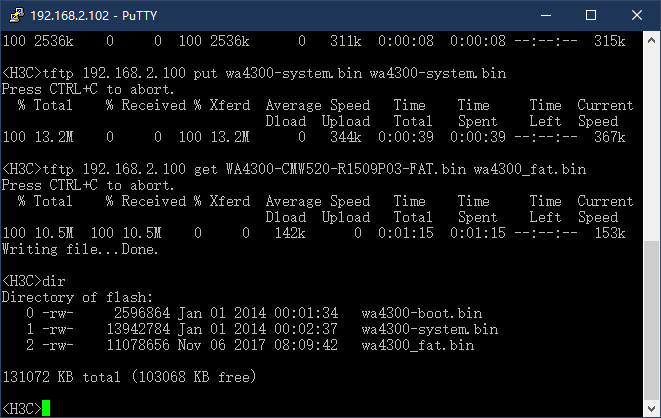 192.168.2.102 - PuTTY
100 2536k    0     0  100 2536k    0   311k  0:00:08  0:00:08 --:--:--  315k
<H3C>tftp 192.168.2.100 put wa4300-system.bin wa4300-system.bin
Press CTRL+C to abort.
  % Total    % Received % Xferd  Average Speed   Time    Time     Time  Current
                                 Dload  Upload   Total   Spent    Left  Speed
100 13.2M    0     0  100 13.2M    0   344k  0:00:39  0:00:39 --:--:--  367k
<H3C>tftp 192.168.2.100 get WA4300-CMW520-R1509P03-FAT.bin wa4300_fat.bin
Press CTRL+C to abort.
  % Total    % Received % Xferd  Average Speed   Time    Time     Time  Current
                                 Dload  Upload   Total   Spent    Left  Speed
100 10.5M  100 10.5M    0     0   142k      0  0:01:15  0:01:15 --:--:--  153k
Writing file...Done.
<H3C>dir
Directory of flash:
   0 -rw-     2596864 Jan 01 2014 00:01:34   wa4300-boot.bin
   1 -rw-    13942784 Jan 01 2014 00:02:37   wa4300-system.bin
   2 -rw-    11078656 Nov 06 2017 08:09:42   wa4300_fat.bin
131072 KB total (103068 KB free)
<H3C>